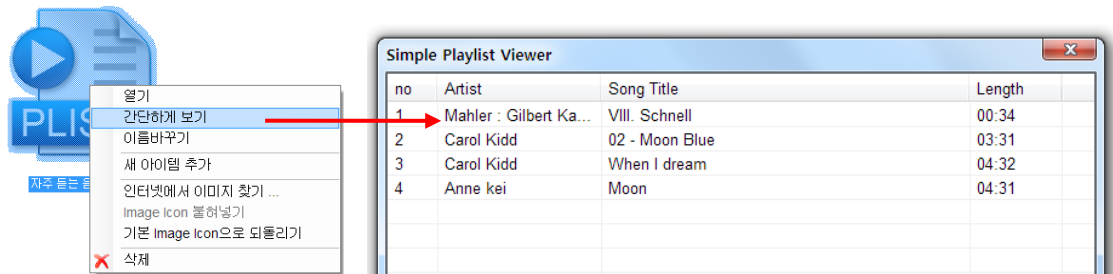 PLIS
자주 듣는
열기
간단하게 보기
이름바꾸기
새 아이템 추가
인터넷에서 이미지 찾기 ...
Image Icon 붙혀넣기
기본 Image Icon으로 되돌리기
삭제
Simple Playlist Viewer
no Artist Song Title Length
1 Mahler : Gilbert Ka... VIII. Schnell 00:34
2 Carol Kidd 02 - Moon Blue 03:31
3 Carol Kidd When I dream 04:32
4 Anne kei Moon 04:31